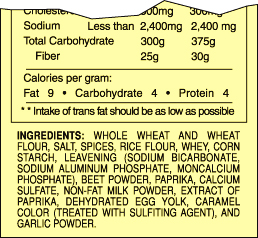 Sodium Less than 2,400mg 2,400 mg
Total Carbohydrate 300g 375g
Fiber 25g 30g
Calories per gram:
Fat 9 • Carbohydrate 4 • Protein 4
** Intake of trans fat should be as low as possible
INGREDIENTS: WHOLE WHEAT AND WHEAT
FLOUR, SALT, SPICES, RICE FLOUR, WHEY, CORN
STARCH, LEAVENING (SODIUM BICARBONATE,
SODIUM ALUMINUM PHOSPHATE, MONCALCIUM
PHOSPHATE), BEET POWDER, PAPRIKA, CALCIUM
SULFATE, NON-FAT MILK POWDER, EXTRACT OF
PAPRIKA, DEHYDRATED EGG YOLK, CARAMEL
COLOR (TREATED WITH SULFITING AGENT), AND
GARLIC POWDER.